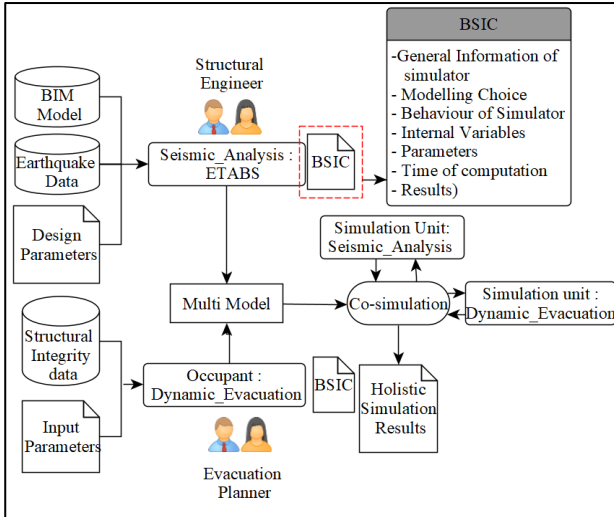 BSIC
-General Information of
simulator
- Modelling Choice
- Behaviour of Simulator
- Internal Variables
- Parameters
- Time of computation
- Results)
Structural
Engineer
BIM
Model
Earthquake
Data
Design
Parameters
Seismic_Analysis :
ETABS
BSIC
Simulation Unit:
Seismic_Analysis
Multi Model
Co-simulation
Simulation unit :
Dynamic_Evacuation
Structural
Integrity
data
Input
Parameters
Occupant :
Dynamic_Evacuation
BSIC
Holistic
Simulation
Results
Evacuation
Planner